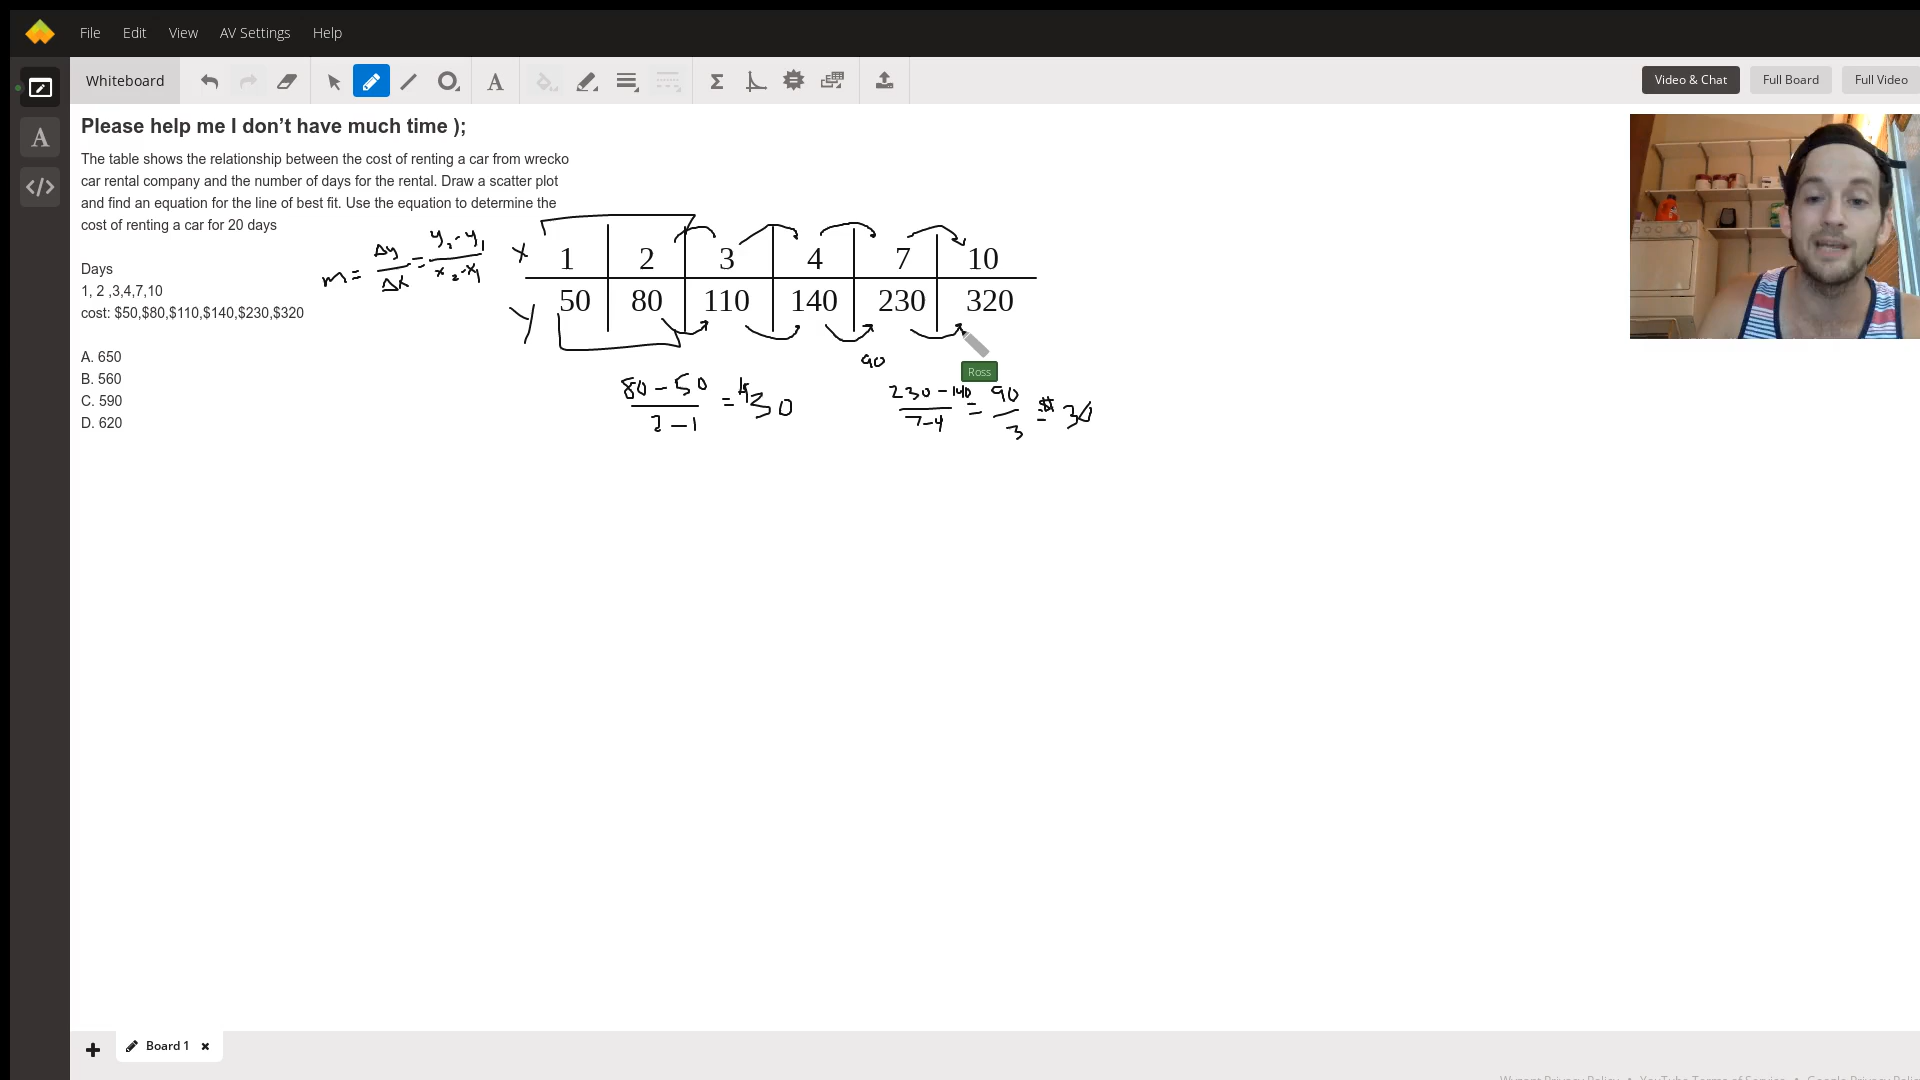 File Edit View AV Settings Help
Whiteboard
A
Σ
Video & Chat Full Board Full Video
Please help me I don’t have much time );
The table shows the relationship between the cost of renting a car from wrecko
car rental company and the number of days for the rental. Draw a scatter plot
and find an equation for the line of best fit. Use the equation to determine the
cost of renting a car for 20 days
Days
1, 2 ,3,4,7,10
cost: $50,$80,$110,$140,$230,$320
A. 650
B. 560
C. 590
D. 620
m = Δy/Δx = y₂-y₁/x₂-x₁
X 1 2 3 4 7 10
Y 50 80 110 140 230 320
90
Ross
80 - 50 / 2 - 1 = $30
230 - 140 / 7-4 = 90 / 3 = $30
A
</>
Board 1